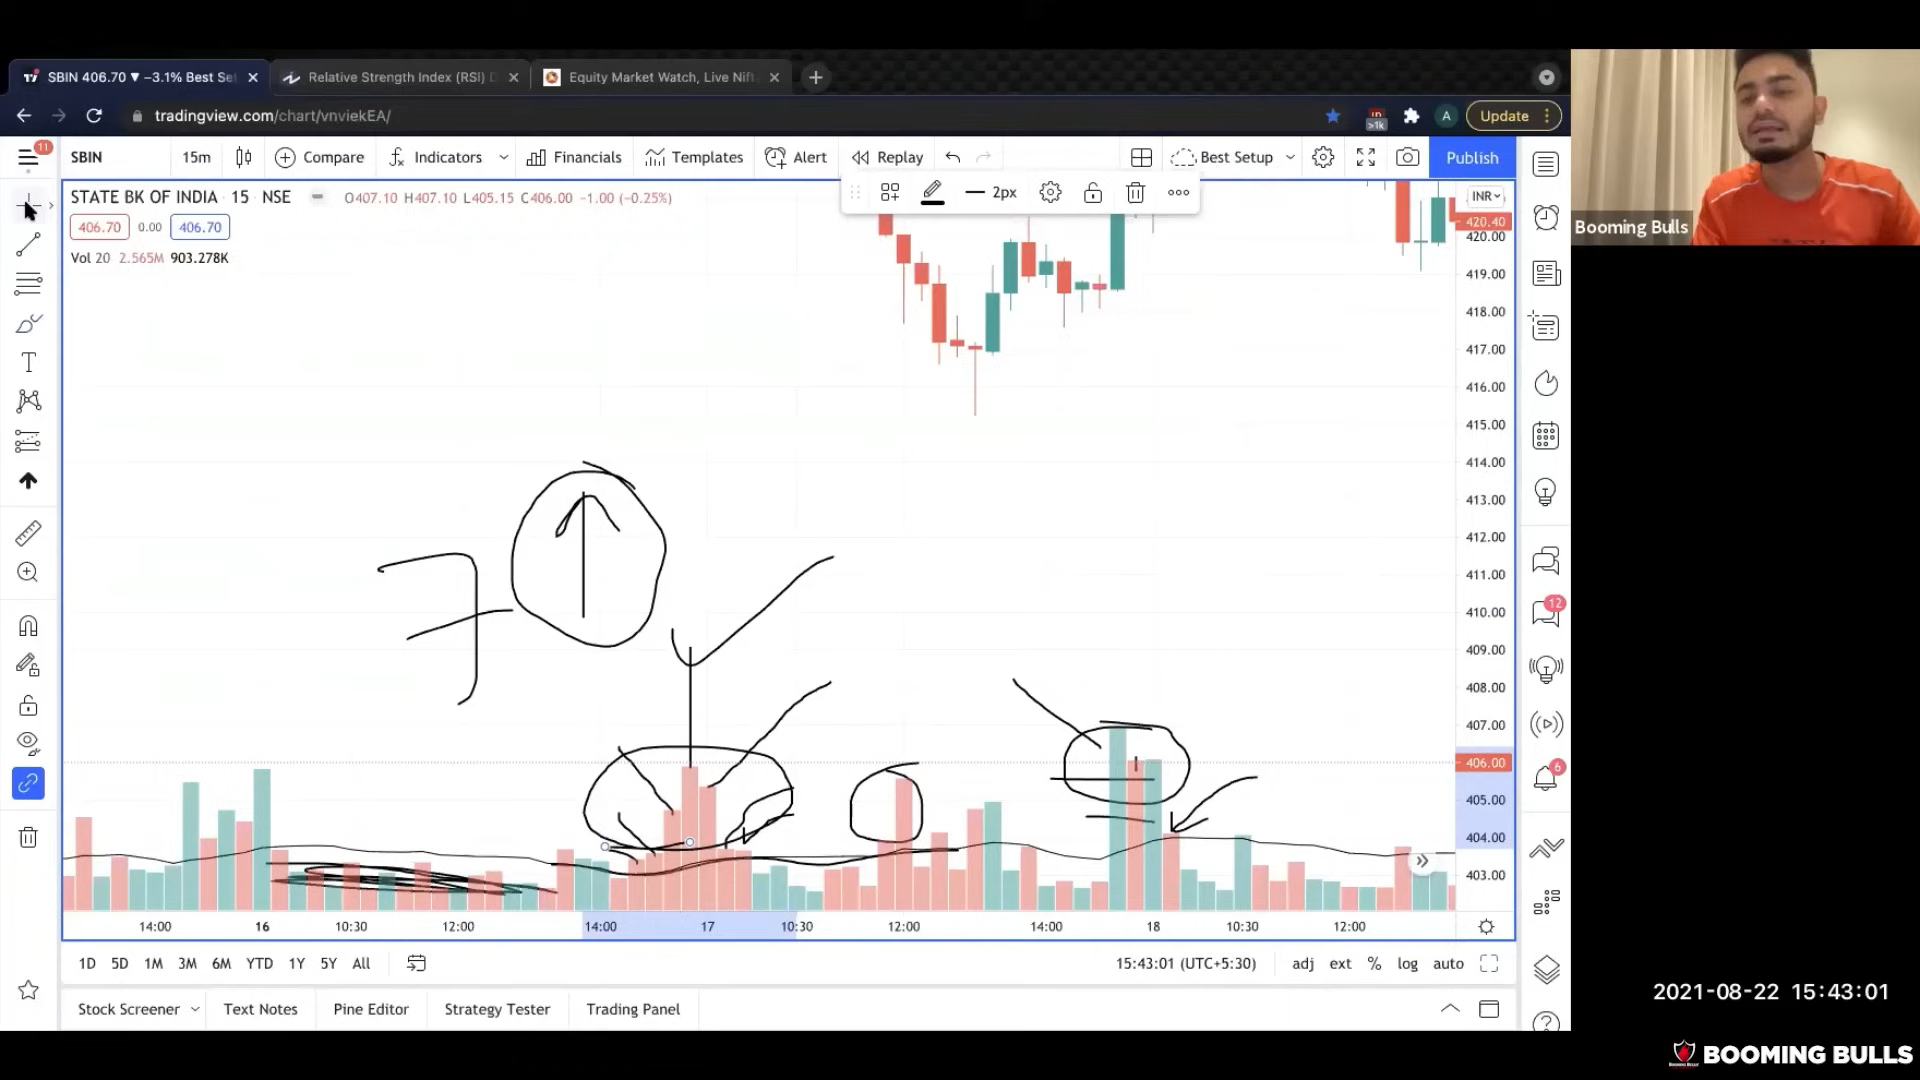 SBIN 406.70 ▼ −3.1% Best Se
Relative Strength Index (RSI) D
Equity Market Watch, Live Nift
tradingview.com/chart/vnviekEA/
>1k
A
Update
11
SBIN
15m
Compare
Indicators
Financials
Templates
Alert
Replay
Best Setup
Publish
2px
STATE BK OF INDIA · 15 · NSE
O407.10 H407.10 L405.15 C406.00 −1.00 (−0.25%)
406.70 0.00 406.70
Vol 20 2.565M 903.278K
INR
420.40
420.00
419.00
418.00
417.00
416.00
415.00
414.00
413.00
412.00
411.00
410.00
409.00
408.00
407.00
406.00
405.00
404.00
403.00
12
6
14:00 16 10:30 12:00 14:00 17 10:30 12:00 14:00 18 10:30 12:00
1D 5D 1M 3M 6M YTD 1Y 5Y All
15:43:01 (UTC+5:30)
adj ext % log auto
Stock Screener Text Notes Pine Editor Strategy Tester Trading Panel
Booming Bulls
2021-08-22 15:43:01
BOOMING BULLS